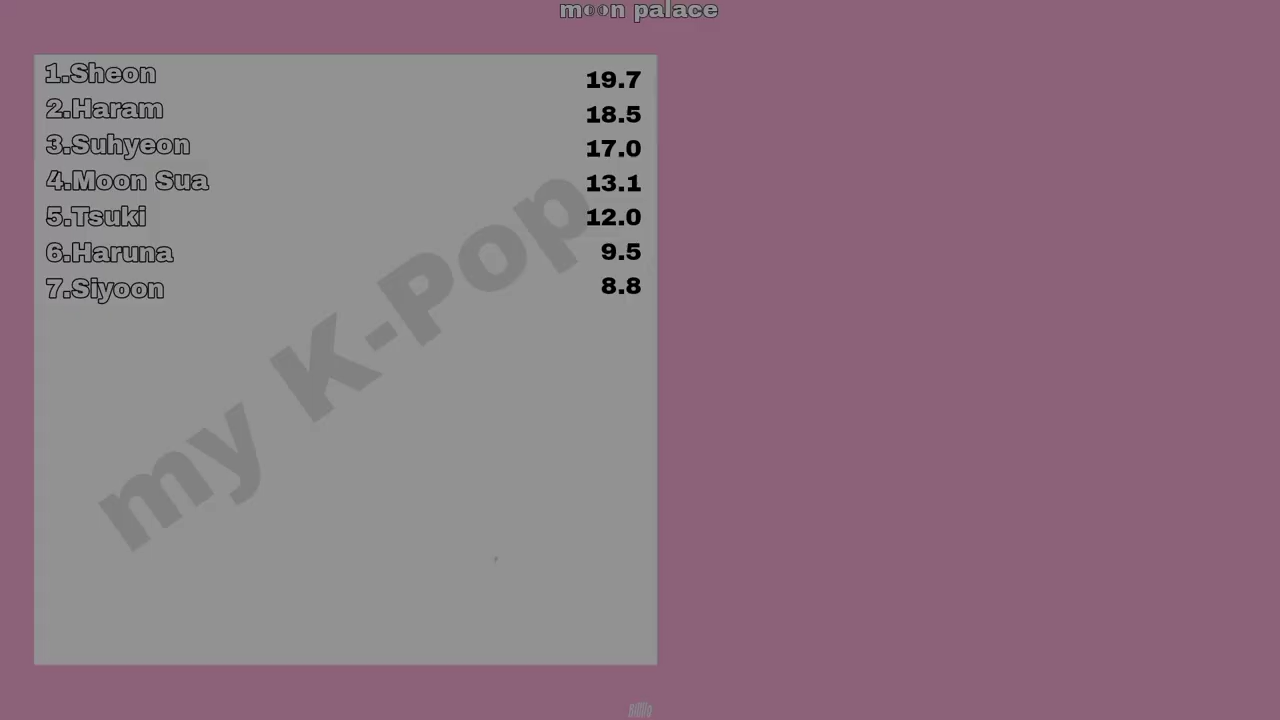 moon palace
1.Sheon 19.7
2.Haram 18.5
3.Suhyeon 17.0
4.Moon Sua 13.1
5.Tsuki 12.0
6.Haruna 9.5
7.Siyoon 8.8
my K-Pop